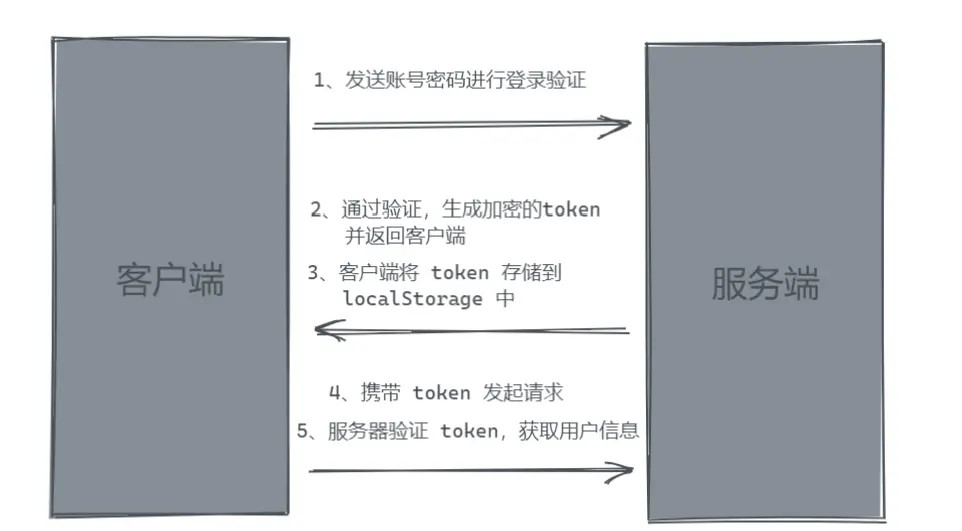 1、发送账号密码进行登录验证
2、通过验证，生成加密的token
并返回客户端
客户端
3、客户端将 token 存储到
localStorage 中
服务端
4、携带 token 发起请求
5、服务器验证 token，获取用户信息